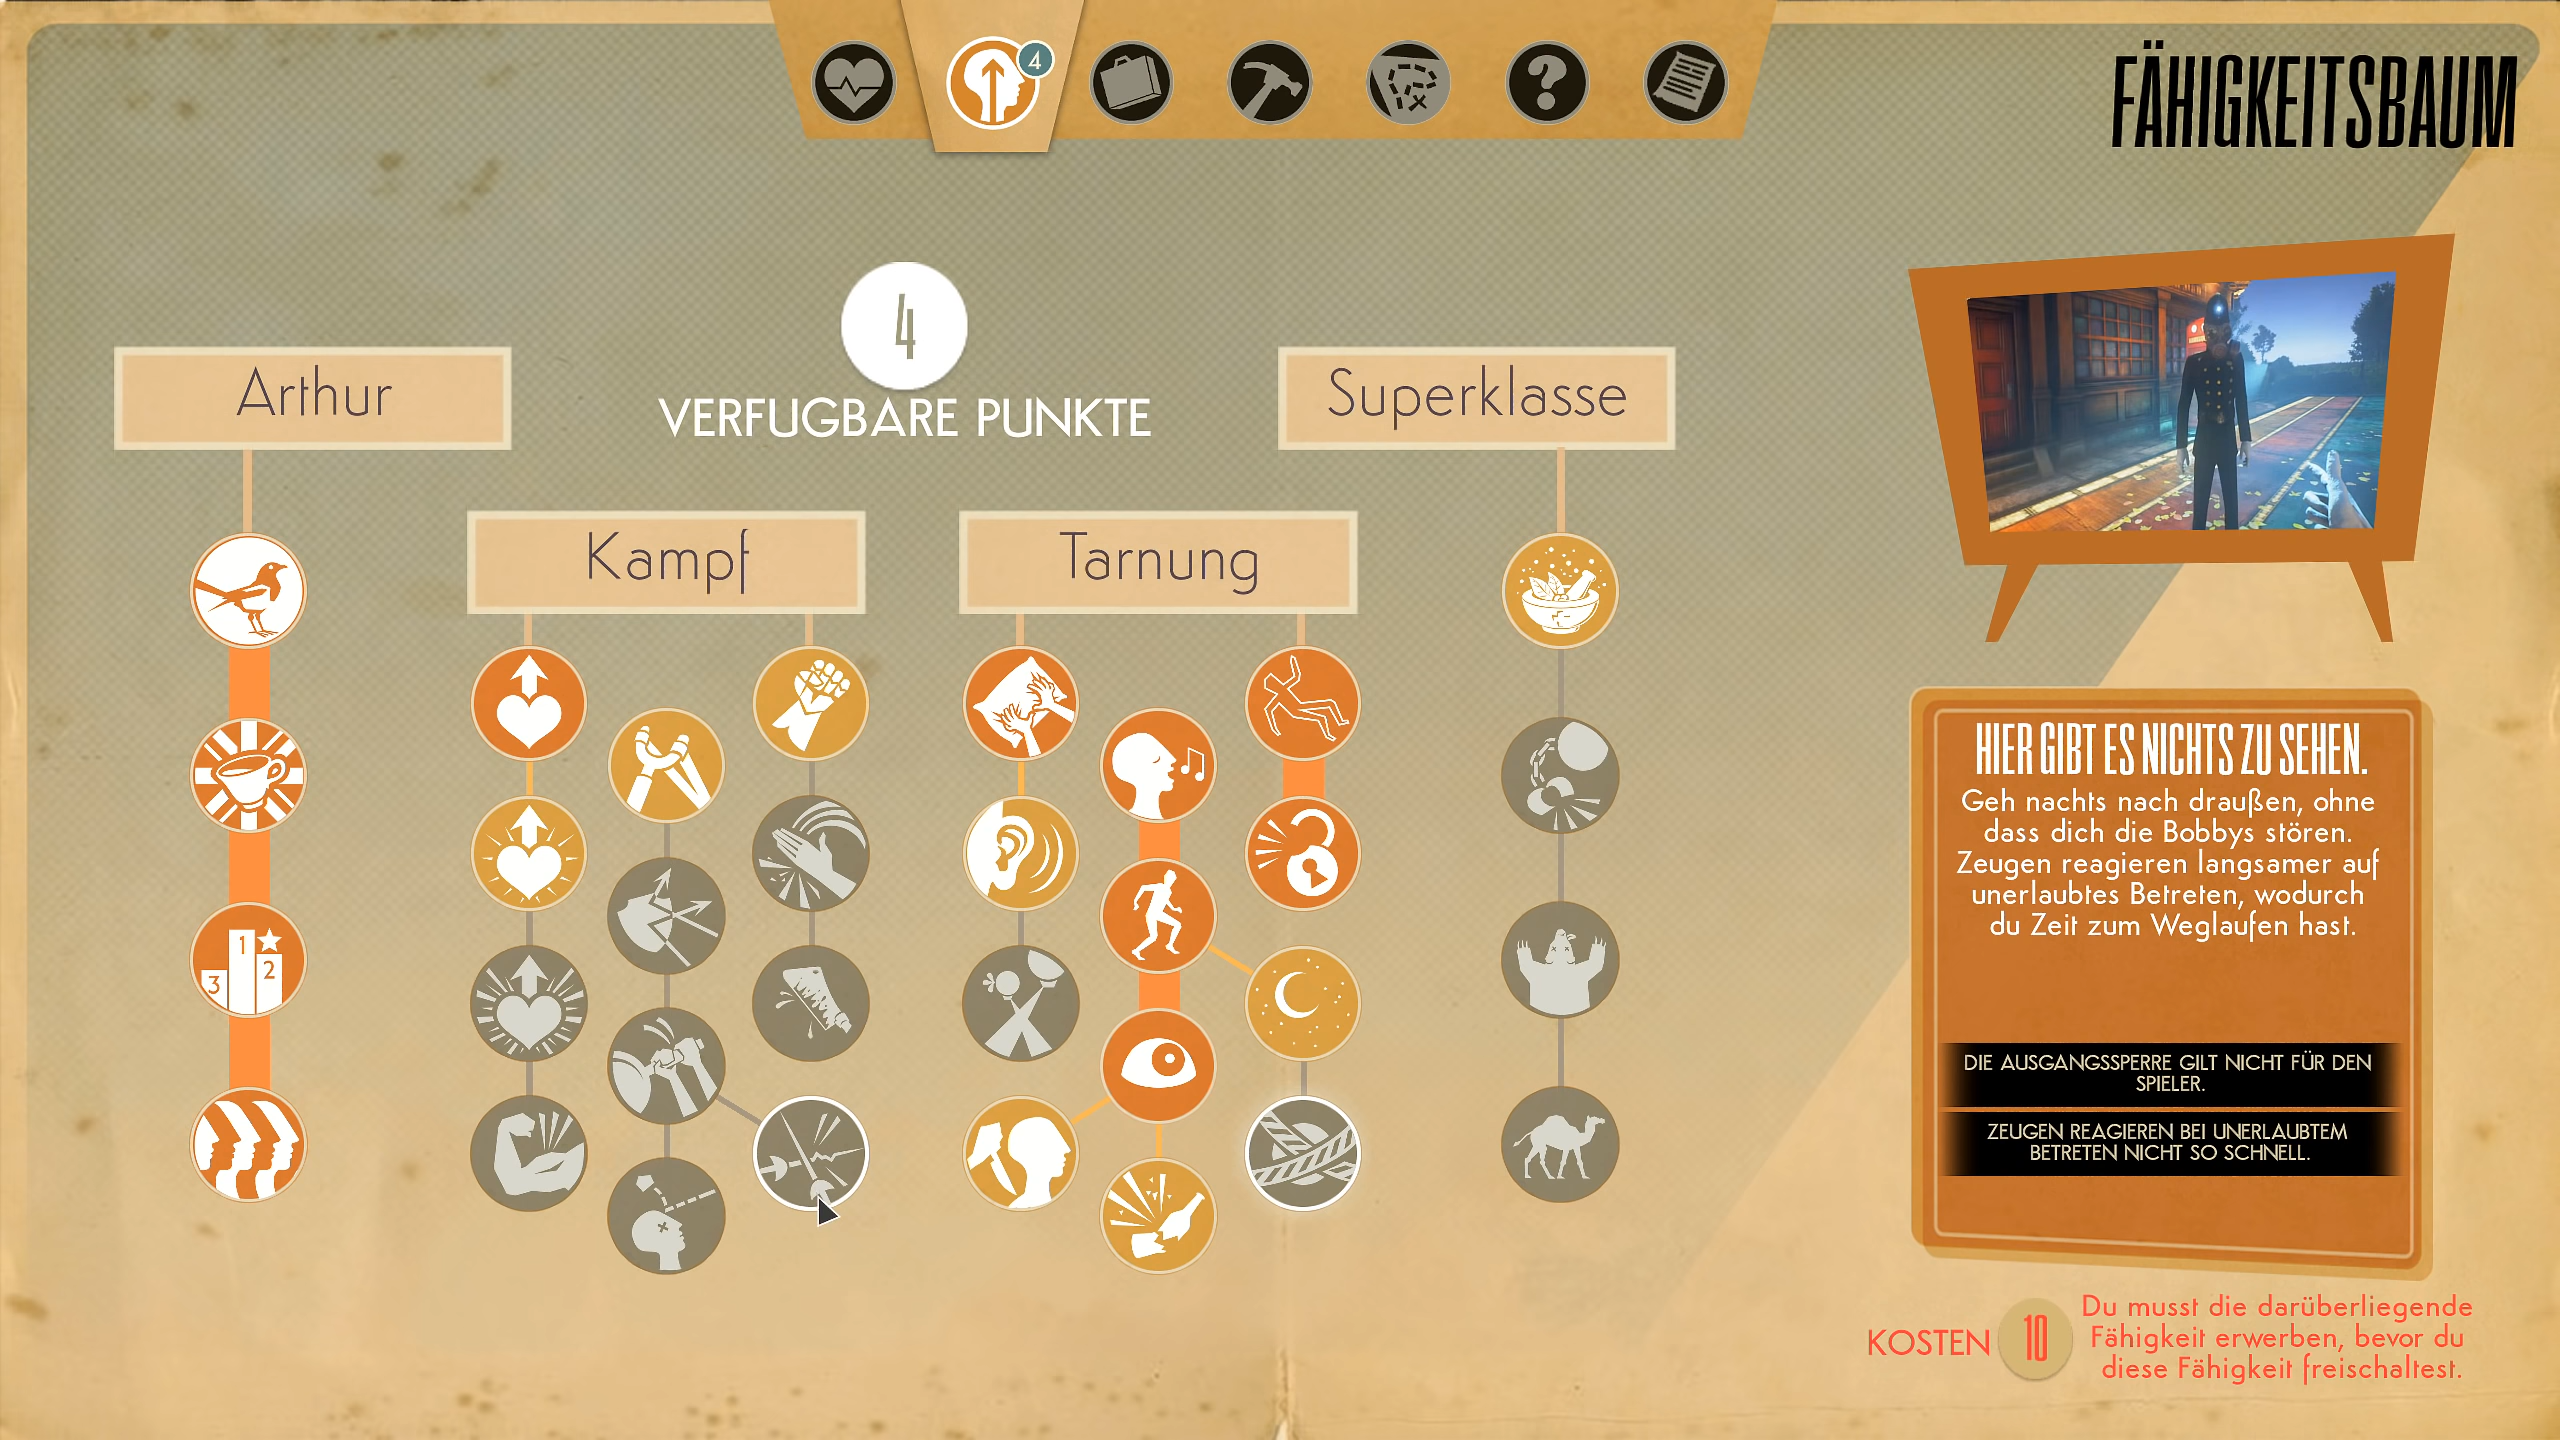 4
FÄHIGKEITSBAUM
4
VERFUGBARE PUNKTE
Arthur
Superklasse
Kampf
Tarnung
1
2
3
HIER GIBT ES NICHTS ZU SEHEN.
Geh nachts nach draußen, ohne
dass dich die Bobbys stören.
Zeugen reagieren langsamer auf
unerlaubtes Betreten, wodurch
du Zeit zum Weglaufen hast.
DIE AUSGANGSSPERRE GILT NICHT FÜR DEN
SPIELER.
ZEUGEN REAGIEREN BEI UNERLAUBTEM
BETRETEN NICHT SO SCHNELL.
KOSTEN 10
Du musst die darüberliegende
Fähigkeit erwerben, bevor du
diese Fähigkeit freischaltest.